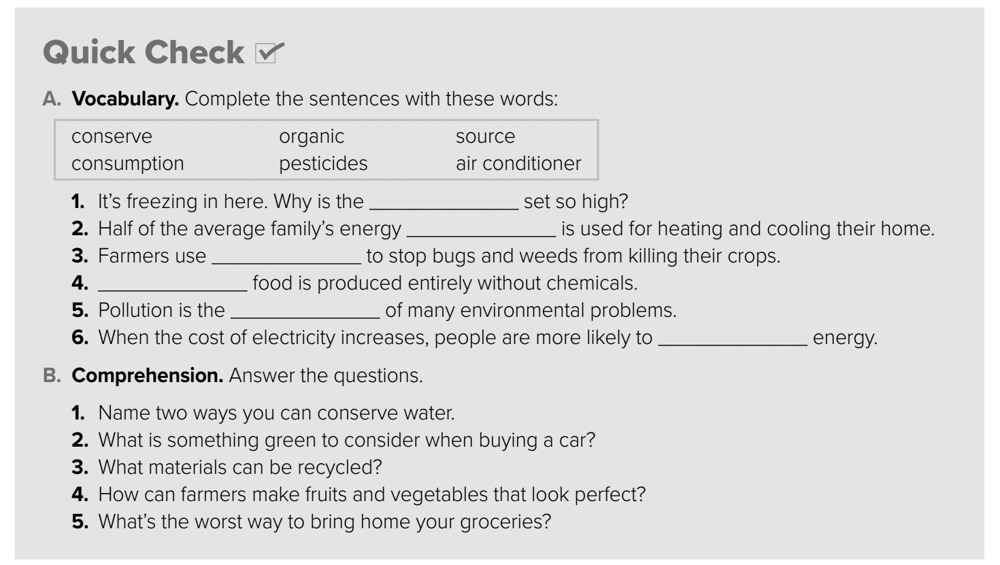 Quick Check
A. Vocabulary. Complete the sentences with these words:
conserve organic source
consumption pesticides air conditioner
1. It’s freezing in here. Why is the ______________ set so high?
2. Half of the average family’s energy ______________ is used for heating and cooling their home.
3. Farmers use ______________ to stop bugs and weeds from killing their crops.
4. ______________ food is produced entirely without chemicals.
5. Pollution is the ______________ of many environmental problems.
6. When the cost of electricity increases, people are more likely to ______________ energy.
B. Comprehension. Answer the questions.
1. Name two ways you can conserve water.
2. What is something green to consider when buying a car?
3. What materials can be recycled?
4. How can farmers make fruits and vegetables that look perfect?
5. What’s the worst way to bring home your groceries?